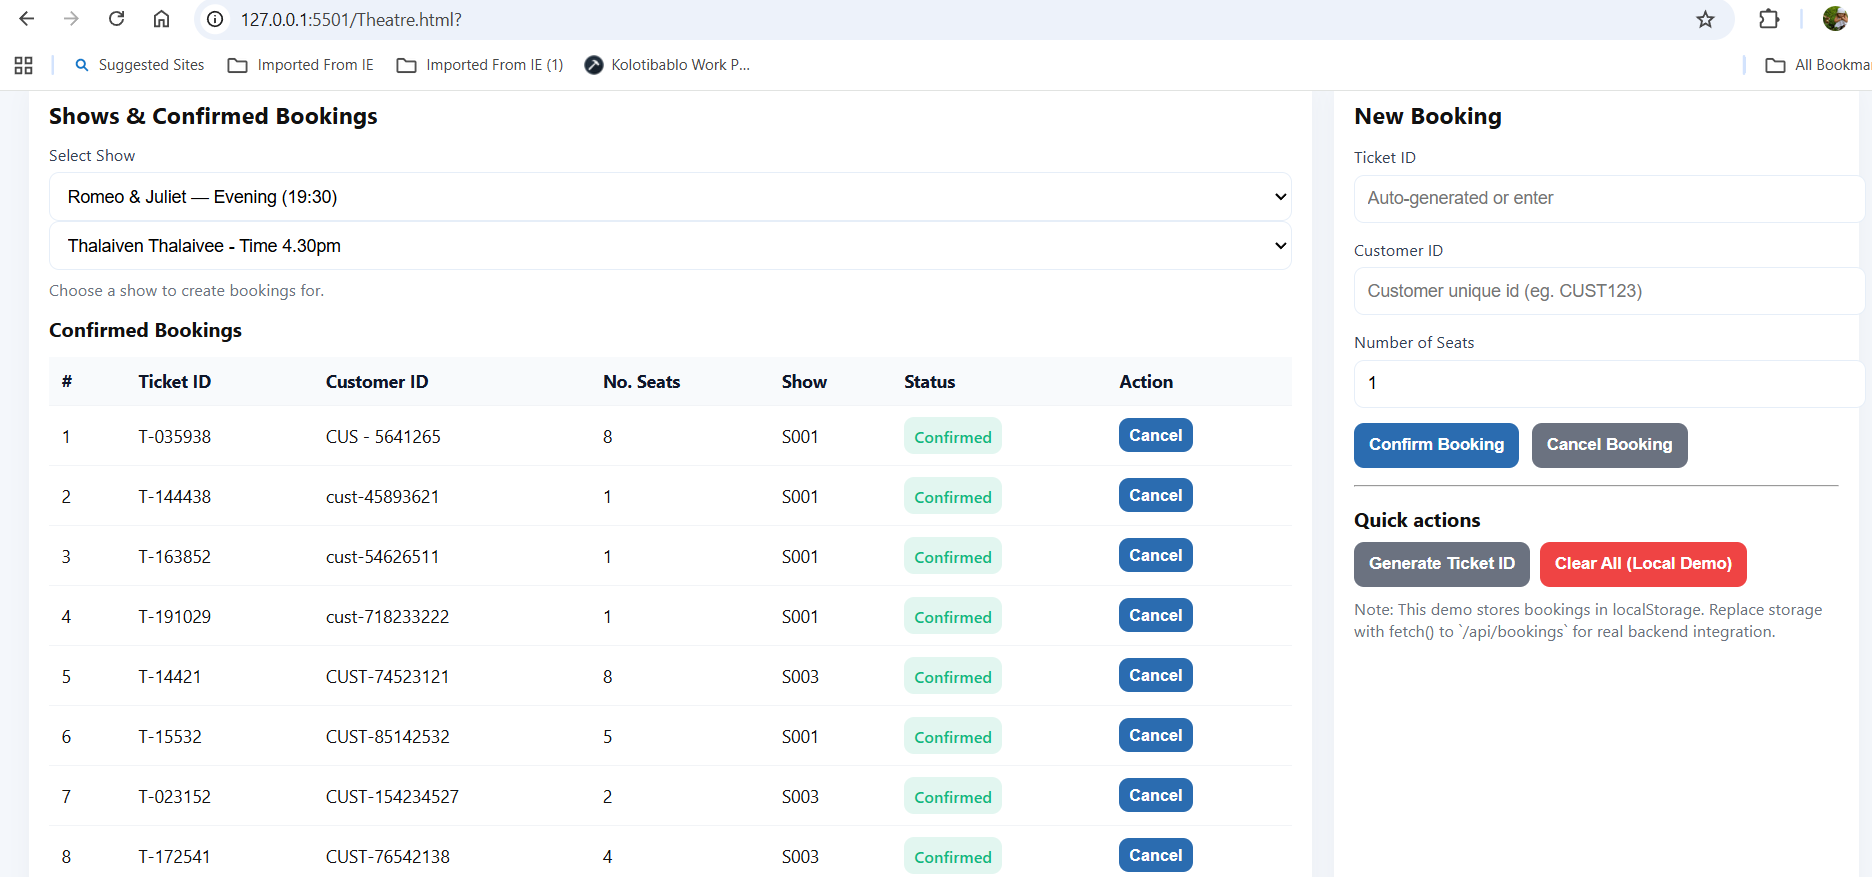 127.0.0.1:5501/Theatre.html?
Suggested Sites Imported From IE Imported From IE (1) Kolotibablo Work P... All Bookma
Shows & Confirmed Bookings
Select Show
Romeo & Juliet — Evening (19:30)
Thalaiven Thalaivee - Time 4.30pm
Choose a show to create bookings for.
Confirmed Bookings
# Ticket ID Customer ID No. Seats Show Status Action
1 T-035938 CUS - 5641265 8 S001 Confirmed Cancel
2 T-144438 cust-45893621 1 S001 Confirmed Cancel
3 T-163852 cust-54626511 1 S001 Confirmed Cancel
4 T-191029 cust-718233222 1 S001 Confirmed Cancel
5 T-14421 CUST-74523121 8 S003 Confirmed Cancel
6 T-15532 CUST-85142532 5 S001 Confirmed Cancel
7 T-023152 CUST-154234527 2 S003 Confirmed Cancel
8 T-172541 CUST-76542138 4 S003 Confirmed Cancel
New Booking
Ticket ID
Auto-generated or enter
Customer ID
Customer unique id (eg. CUST123)
Number of Seats
1
Confirm Booking Cancel Booking
Quick actions
Generate Ticket ID Clear All (Local Demo)
Note: This demo stores bookings in localStorage. Replace storage
with fetch() to `/api/bookings` for real backend integration.